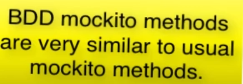 BDD mockito methods
are very similar to usual
mockito methods.